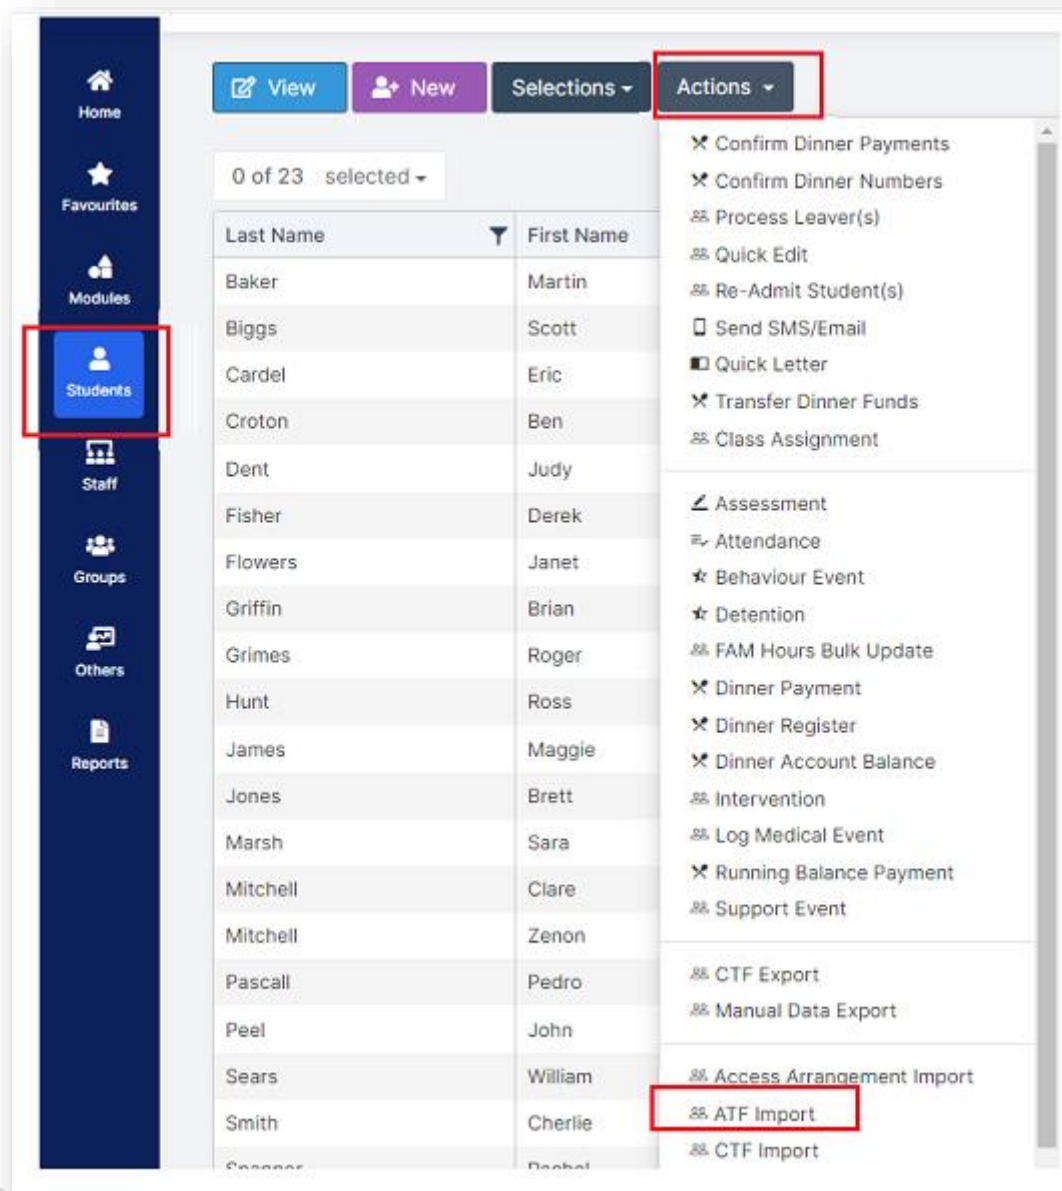 Home
Favourites
Modules
Students
Staff
Groups
Others
Reports
View
New
Selections
Actions
0 of 23 selected
Last Name First Name
Baker Martin
Biggs Scott
Cardel Eric
Croton Ben
Dent Judy
Fisher Derek
Flowers Janet
Griffin Brian
Grimes Roger
Hunt Ross
James Maggie
Jones Brett
Marsh Sara
Mitchell Clare
Mitchell Zenon
Pascall Pedro
Peel John
Sears William
Smith Cherlie
Confirm Dinner Payments
Confirm Dinner Numbers
Process Leaver(s)
Quick Edit
Re-Admit Student(s)
Send SMS/Email
Quick Letter
Transfer Dinner Funds
Class Assignment
Assessment
Attendance
Behaviour Event
Detention
FAM Hours Bulk Update
Dinner Payment
Dinner Register
Dinner Account Balance
Intervention
Log Medical Event
Running Balance Payment
Support Event
CTF Export
Manual Data Export
Access Arrangement Import
ATF Import
CTF Import